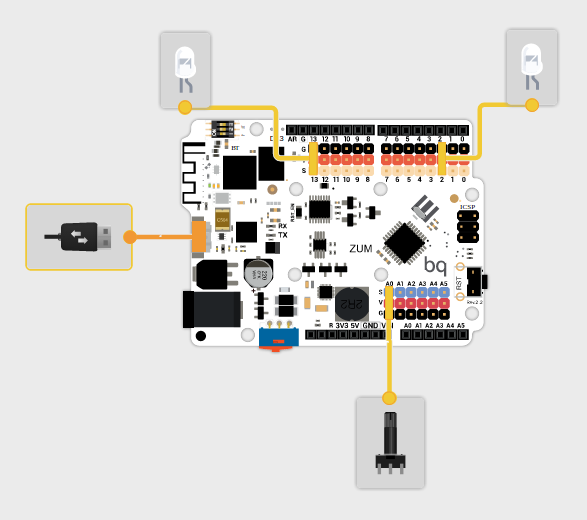 AR G 13 12 11 10 9 8 7 6 5 4 3 2 1 0
G
S
13 12 11 10 9 8 7 6 5 4 3 2 1 0
IST
ICSP
RX
TX
ZUM
bq
RST
220
2R2
A0 A1 A2 A3 A4 A5
S
V
G
R 3V3 5V GND V A0 A1 A2 A3 A4 A5